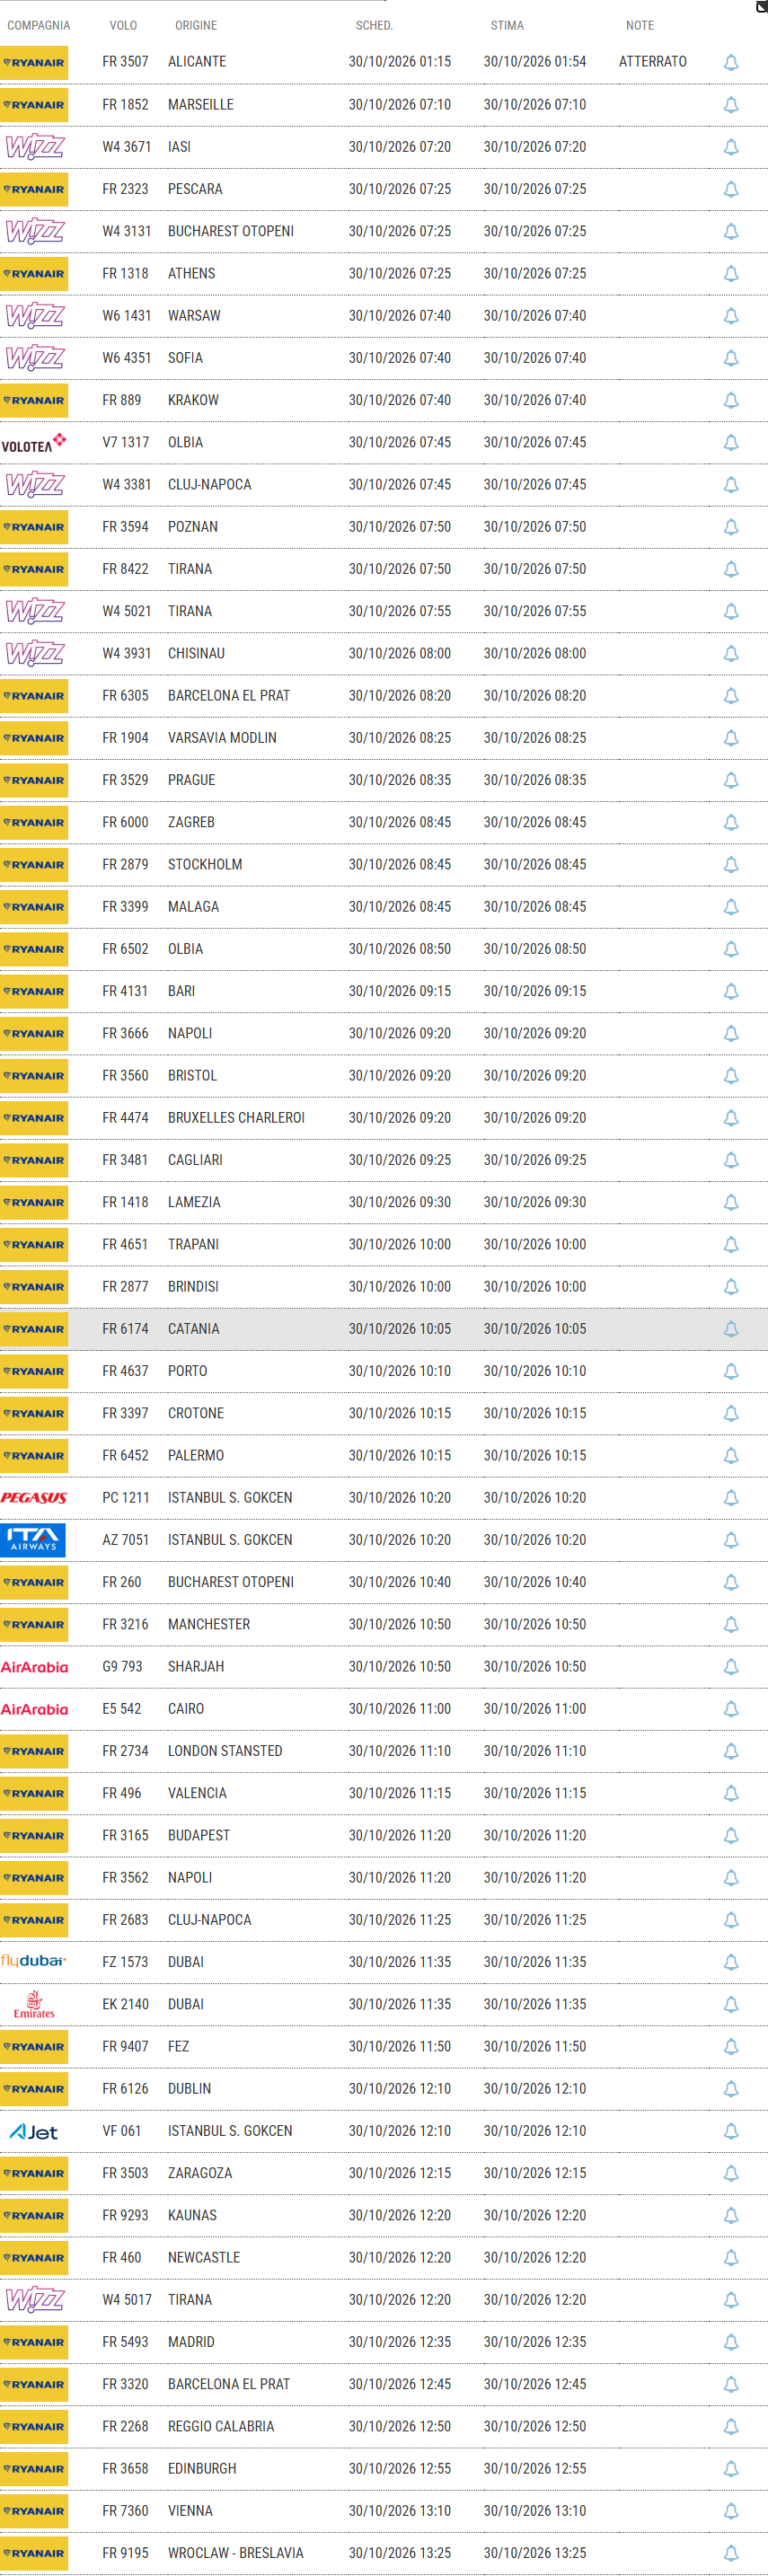 COMPAGNIA VOLO ORIGINE SCHED. STIMA NOTE
RYANAIR FR 3507 ALICANTE 30/10/2026 01:15 30/10/2026 01:54 ATTERRATO
RYANAIR FR 1852 MARSEILLE 30/10/2026 07:10 30/10/2026 07:10
WIZZ W4 3671 IASI 30/10/2026 07:20 30/10/2026 07:20
RYANAIR FR 2323 PESCARA 30/10/2026 07:25 30/10/2026 07:25
WIZZ W4 3131 BUCHAREST OTOPENI 30/10/2026 07:25 30/10/2026 07:25
RYANAIR FR 1318 ATHENS 30/10/2026 07:25 30/10/2026 07:25
WIZZ W6 1431 WARSAW 30/10/2026 07:40 30/10/2026 07:40
WIZZ W6 4351 SOFIA 30/10/2026 07:40 30/10/2026 07:40
RYANAIR FR 889 KRAKOW 30/10/2026 07:40 30/10/2026 07:40
VOLOTEA V7 1317 OLBIA 30/10/2026 07:45 30/10/2026 07:45
WIZZ W4 3381 CLUJ-NAPOCA 30/10/2026 07:45 30/10/2026 07:45
RYANAIR FR 3594 POZNAN 30/10/2026 07:50 30/10/2026 07:50
RYANAIR FR 8422 TIRANA 30/10/2026 07:50 30/10/2026 07:50
WIZZ W4 5021 TIRANA 30/10/2026 07:55 30/10/2026 07:55
WIZZ W4 3931 CHISINAU 30/10/2026 08:00 30/10/2026 08:00
RYANAIR FR 6305 BARCELONA EL PRAT 30/10/2026 08:20 30/10/2026 08:20
RYANAIR FR 1904 VARSAVIA MODLIN 30/10/2026 08:25 30/10/2026 08:25
RYANAIR FR 3529 PRAGUE 30/10/2026 08:35 30/10/2026 08:35
RYANAIR FR 6000 ZAGREB 30/10/2026 08:45 30/10/2026 08:45
RYANAIR FR 2879 STOCKHOLM 30/10/2026 08:45 30/10/2026 08:45
RYANAIR FR 3399 MALAGA 30/10/2026 08:45 30/10/2026 08:45
RYANAIR FR 6502 OLBIA 30/10/2026 08:50 30/10/2026 08:50
RYANAIR FR 4131 BARI 30/10/2026 09:15 30/10/2026 09:15
RYANAIR FR 3666 NAPOLI 30/10/2026 09:20 30/10/2026 09:20
RYANAIR FR 3560 BRISTOL 30/10/2026 09:20 30/10/2026 09:20
RYANAIR FR 4474 BRUXELLES CHARLEROI 30/10/2026 09:20 30/10/2026 09:20
RYANAIR FR 3481 CAGLIARI 30/10/2026 09:25 30/10/2026 09:25
RYANAIR FR 1418 LAMEZIA 30/10/2026 09:30 30/10/2026 09:30
RYANAIR FR 4651 TRAPANI 30/10/2026 10:00 30/10/2026 10:00
RYANAIR FR 2877 BRINDISI 30/10/2026 10:00 30/10/2026 10:00
RYANAIR FR 6174 CATANIA 30/10/2026 10:05 30/10/2026 10:05
RYANAIR FR 4637 PORTO 30/10/2026 10:10 30/10/2026 10:10
RYANAIR FR 3397 CROTONE 30/10/2026 10:15 30/10/2026 10:15
RYANAIR FR 6452 PALERMO 30/10/2026 10:15 30/10/2026 10:15
PEGASUS PC 1211 ISTANBUL S. GOKCEN 30/10/2026 10:20 30/10/2026 10:20
ITA AIRWAYS AZ 7051 ISTANBUL S. GOKCEN 30/10/2026 10:20 30/10/2026 10:20
RYANAIR FR 260 BUCHAREST OTOPENI 30/10/2026 10:40 30/10/2026 10:40
RYANAIR FR 3216 MANCHESTER 30/10/2026 10:50 30/10/2026 10:50
AirArabia G9 793 SHARJAH 30/10/2026 10:50 30/10/2026 10:50
AirArabia E5 542 CAIRO 30/10/2026 11:00 30/10/2026 11:00
RYANAIR FR 2734 LONDON STANSTED 30/10/2026 11:10 30/10/2026 11:10
RYANAIR FR 496 VALENCIA 30/10/2026 11:15 30/10/2026 11:15
RYANAIR FR 3165 BUDAPEST 30/10/2026 11:20 30/10/2026 11:20
RYANAIR FR 3562 NAPOLI 30/10/2026 11:20 30/10/2026 11:20
RYANAIR FR 2683 CLUJ-NAPOCA 30/10/2026 11:25 30/10/2026 11:25
flydubai FZ 1573 DUBAI 30/10/2026 11:35 30/10/2026 11:35
Emirates EK 2140 DUBAI 30/10/2026 11:35 30/10/2026 11:35
RYANAIR FR 9407 FEZ 30/10/2026 11:50 30/10/2026 11:50
RYANAIR FR 6126 DUBLIN 30/10/2026 12:10 30/10/2026 12:10
AJet VF 061 ISTANBUL S. GOKCEN 30/10/2026 12:10 30/10/2026 12:10
RYANAIR FR 3503 ZARAGOZA 30/10/2026 12:15 30/10/2026 12:15
RYANAIR FR 9293 KAUNAS 30/10/2026 12:20 30/10/2026 12:20
RYANAIR FR 460 NEWCASTLE 30/10/2026 12:20 30/10/2026 12:20
WIZZ W4 5017 TIRANA 30/10/2026 12:20 30/10/2026 12:20
RYANAIR FR 5493 MADRID 30/10/2026 12:35 30/10/2026 12:35
RYANAIR FR 3320 BARCELONA EL PRAT 30/10/2026 12:45 30/10/2026 12:45
RYANAIR FR 2268 REGGIO CALABRIA 30/10/2026 12:50 30/10/2026 12:50
RYANAIR FR 3658 EDINBURGH 30/10/2026 12:55 30/10/2026 12:55
RYANAIR FR 7360 VIENNA 30/10/2026 13:10 30/10/2026 13:10
RYANAIR FR 9195 WROCLAW - BRESLAVIA 30/10/2026 13:25 30/10/2026 13:25